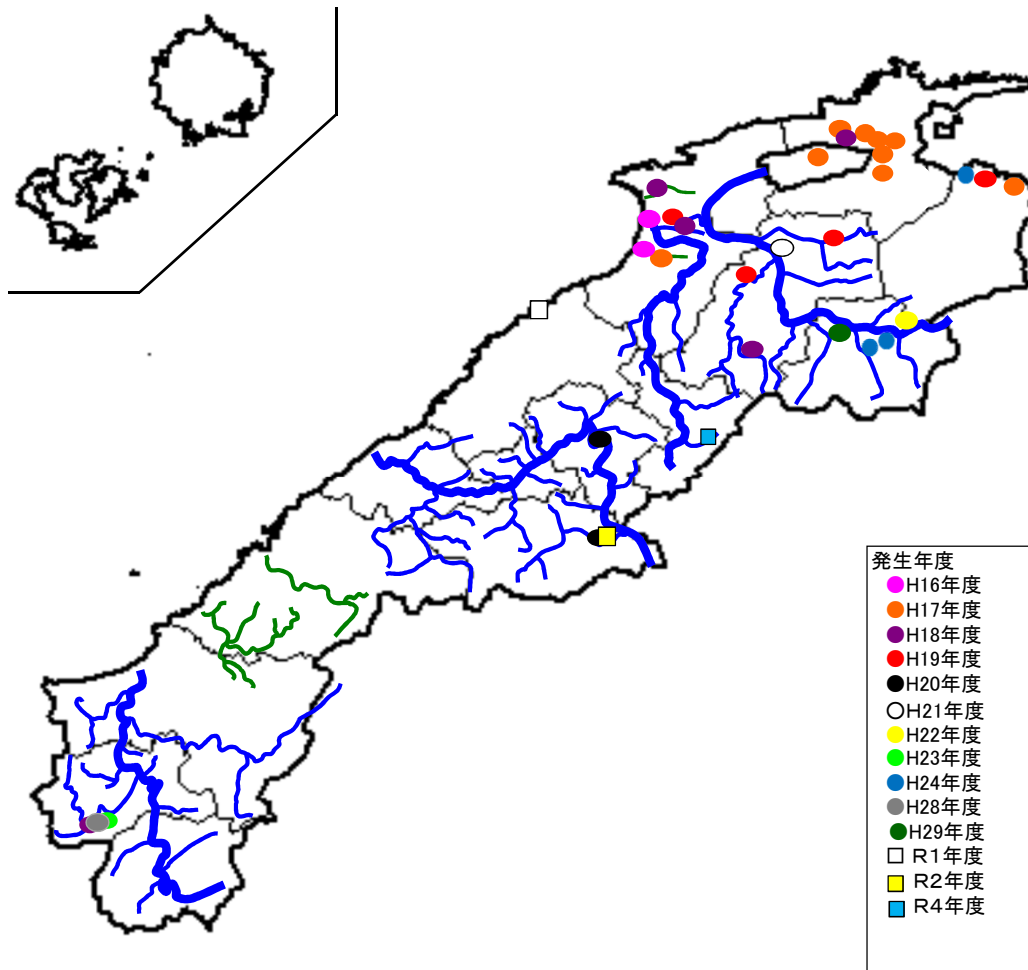 発生年度
H16年度
H17年度
H18年度
H19年度
H20年度
H21年度
H22年度
H23年度
H24年度
H28年度
H29年度
R1年度
R2年度
R4年度